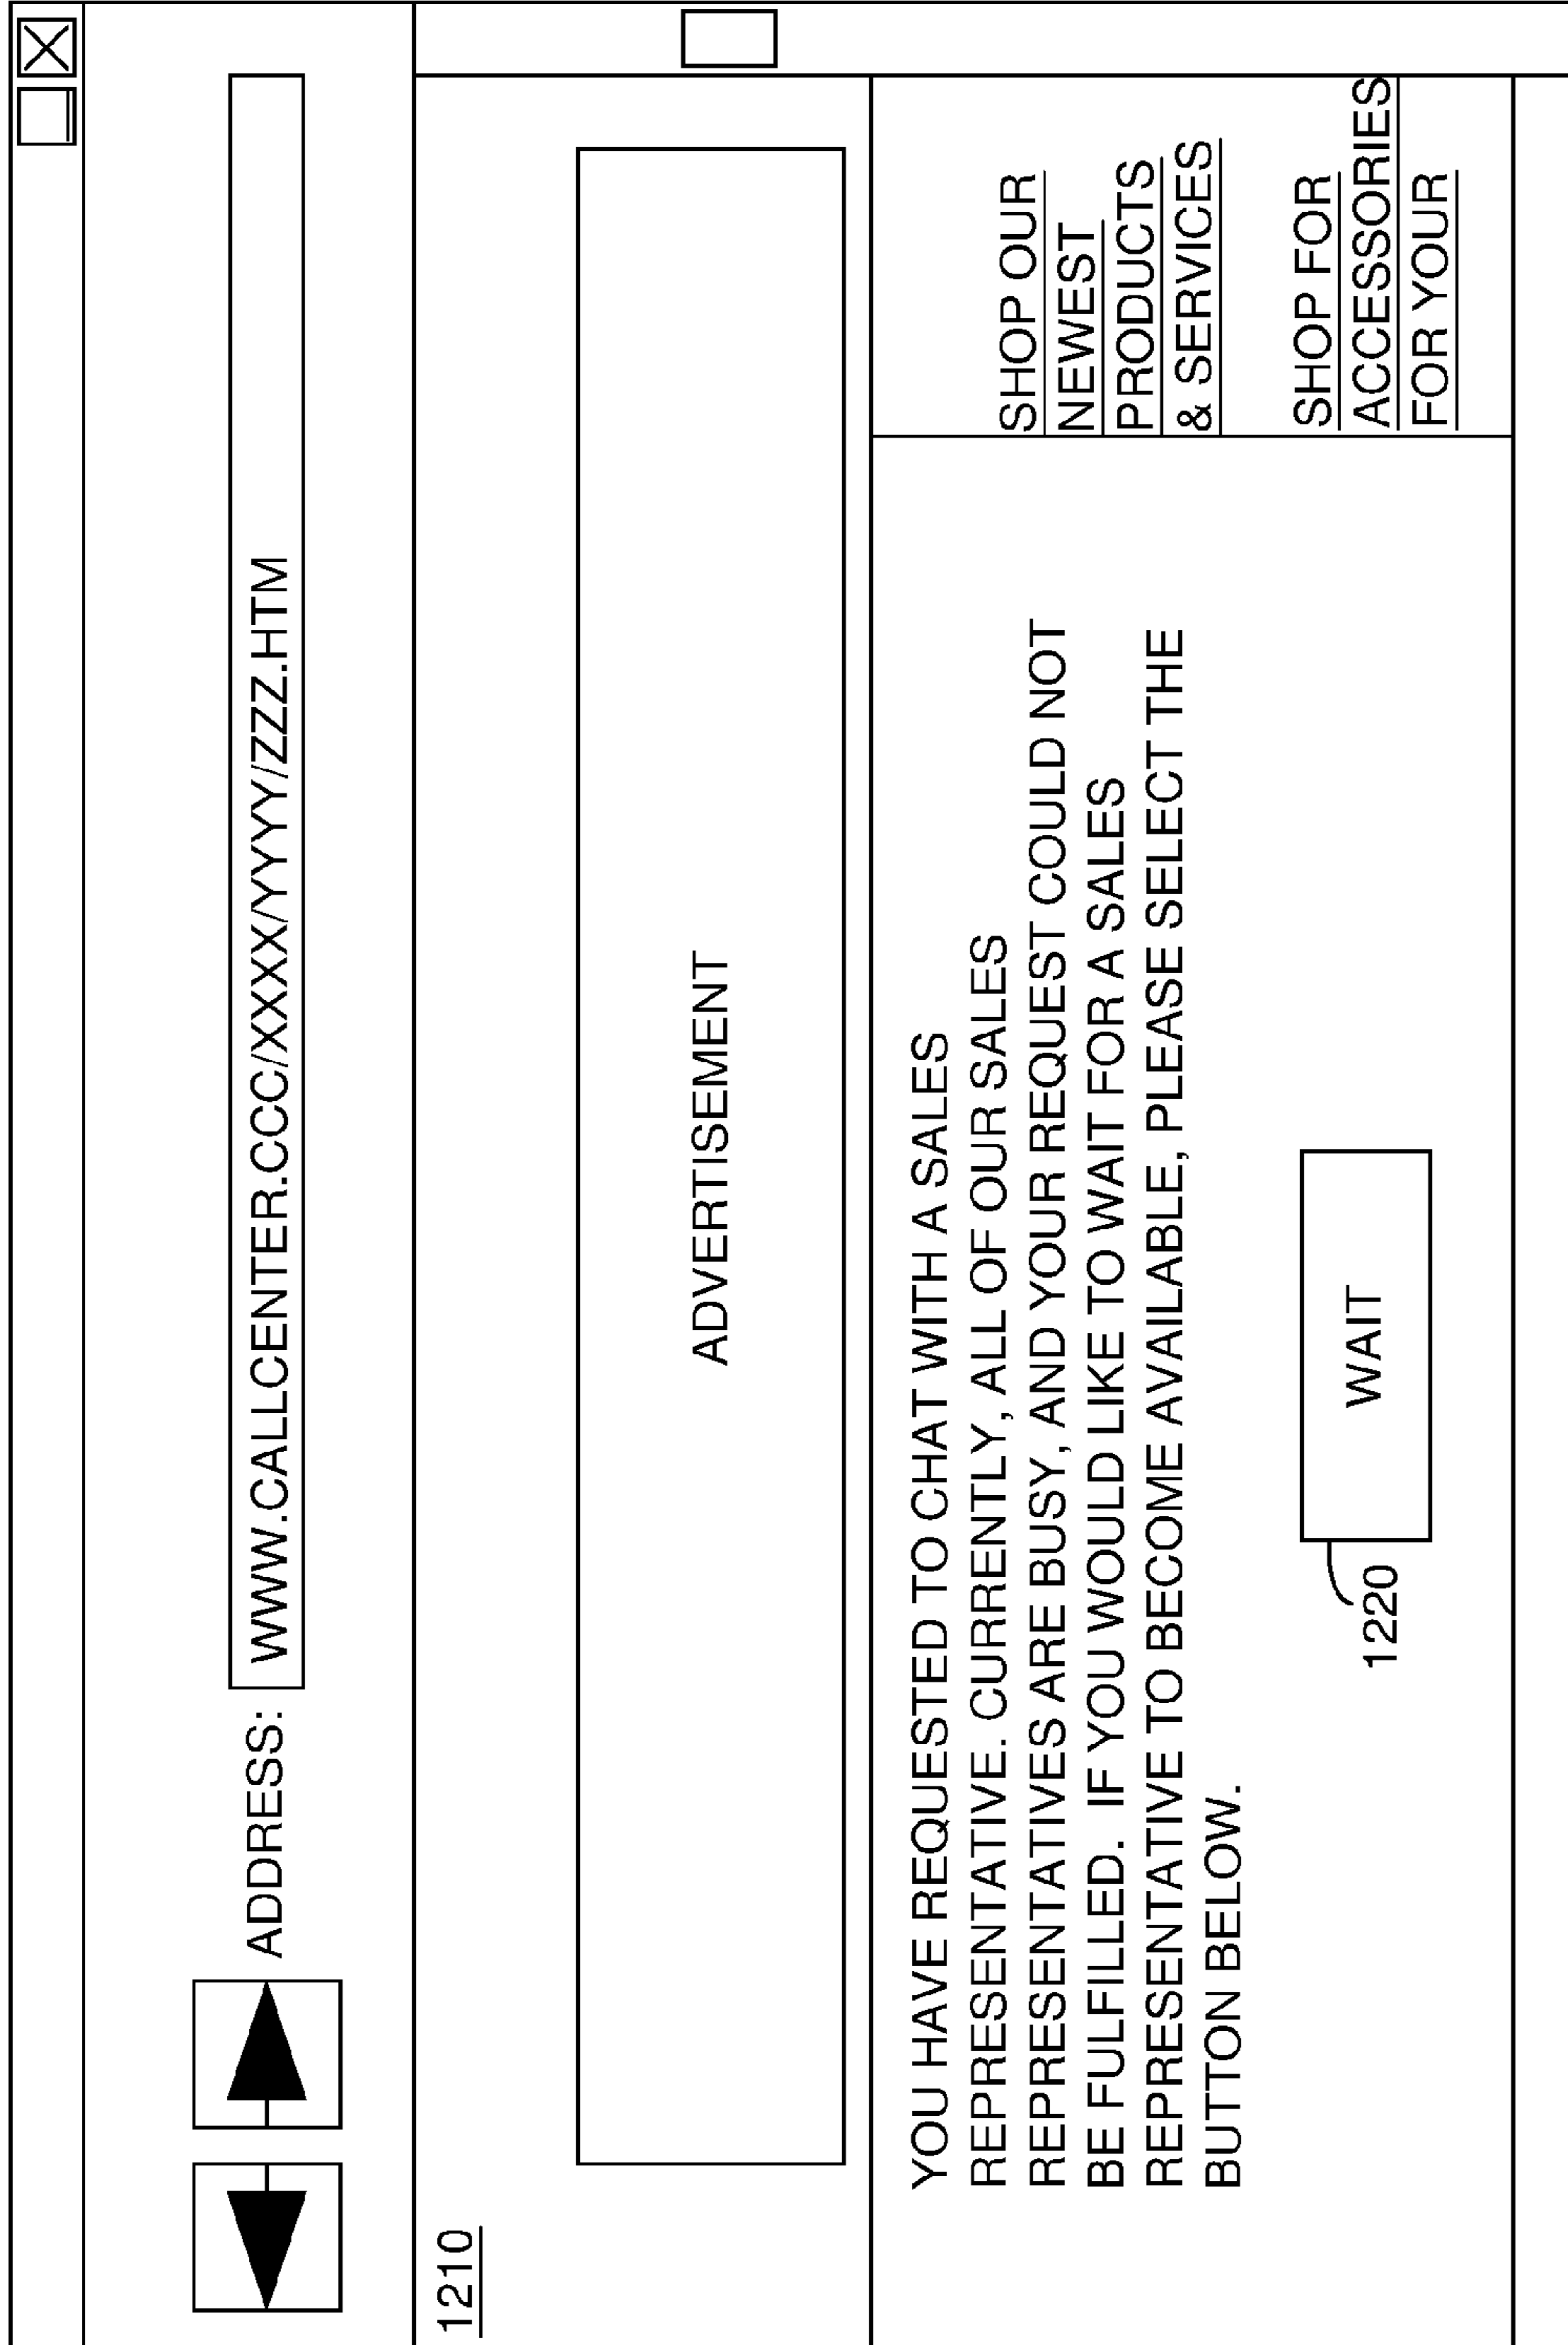 ADDRESS: WWW.CALLCENTER.CCC/XXXX/YYYY/ZZZ.HTM
1210
ADVERTISEMENT
YOU HAVE REQUESTED TO CHAT WITH A SALES
REPRESENTATIVE. CURRENTLY, ALL OF OUR SALES
REPRESENTATIVES ARE BUSY, AND YOUR REQUEST COULD NOT
BE FULFILLED. IF YOU WOULD LIKE TO WAIT FOR A SALES
REPRESENTATIVE TO BECOME AVAILABLE, PLEASE SELECT THE
BUTTON BELOW.
WAIT
1220
SHOP OUR
NEWEST
PRODUCTS
& SERVICES
SHOP FOR
ACCESSORIES
FOR YOUR